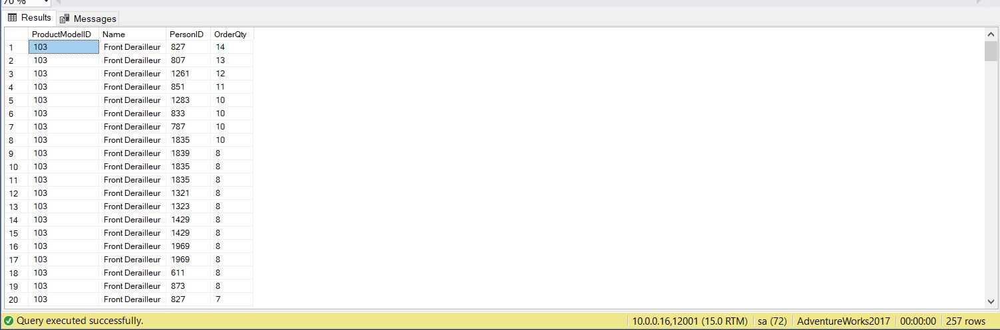 70 %
Results Messages
ProductModelID Name PersonID OrderQty
1 103 Front Derailleur 827 14
2 103 Front Derailleur 807 13
3 103 Front Derailleur 1261 12
4 103 Front Derailleur 851 11
5 103 Front Derailleur 1283 10
6 103 Front Derailleur 833 10
7 103 Front Derailleur 787 10
8 103 Front Derailleur 1835 10
9 103 Front Derailleur 1839 8
10 103 Front Derailleur 1835 8
11 103 Front Derailleur 1835 8
12 103 Front Derailleur 1321 8
13 103 Front Derailleur 1323 8
14 103 Front Derailleur 1429 8
15 103 Front Derailleur 1429 8
16 103 Front Derailleur 1969 8
17 103 Front Derailleur 1969 8
18 103 Front Derailleur 611 8
19 103 Front Derailleur 873 8
20 103 Front Derailleur 827 7
Query executed successfully. 10.0.0.16,12001 (15.0 RTM) sa (72) AdventureWorks2017 00:00:00 257 rows